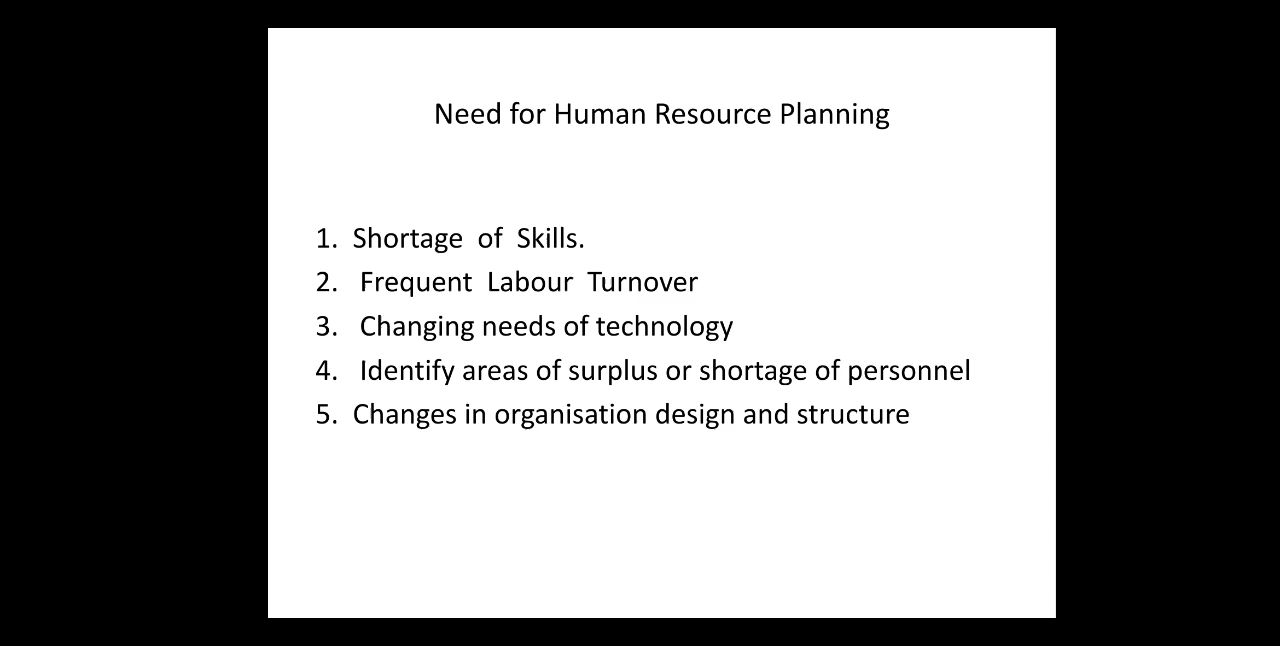 Need for Human Resource Planning
1. Shortage of Skills.
2. Frequent Labour Turnover
3. Changing needs of technology
4. Identify areas of surplus or shortage of personnel
5. Changes in organisation design and structure